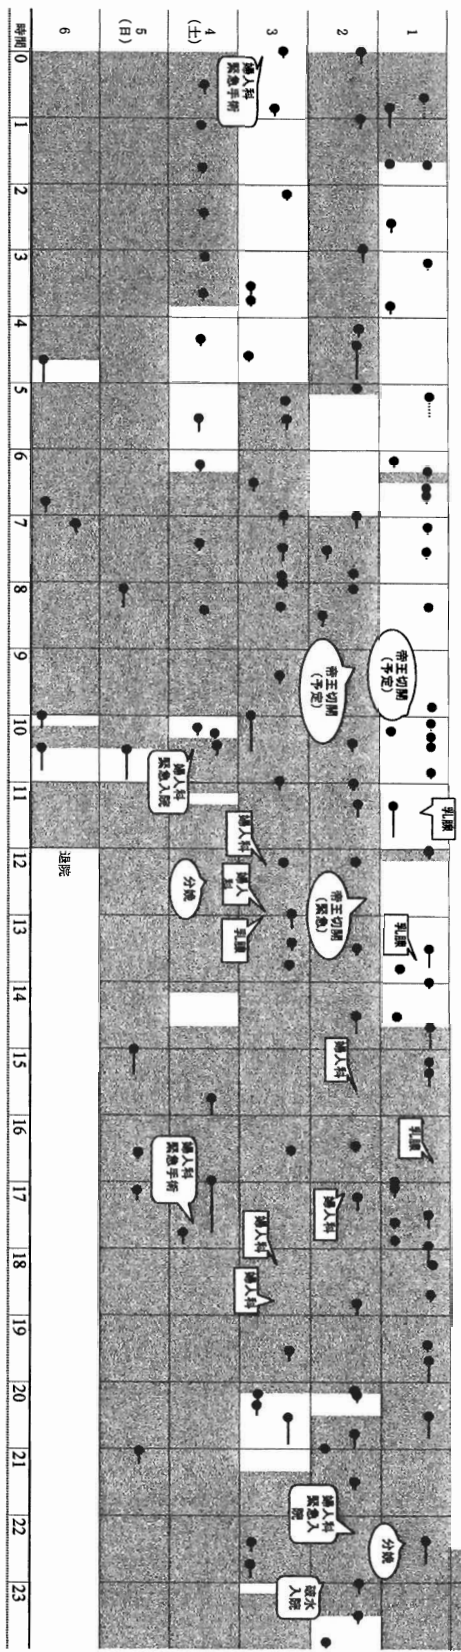 1
帝王切開
(予定)
乳腺
乳腺
乳腺
分娩
2
帝王切開
(予定)
帝王切開
(緊急)
婦人科
婦人科
婦人科
緊急入
院
破水
入院
3
婦人科
緊急手術
婦人科
婦人
科
乳腺
婦人科
婦人科
4
(土)
婦人科
緊急入院
分娩
婦人科
緊急手術
5
(日)
6
退院
時間 0 1 2 3 4 5 6 7 8 9 10 11 12 13 14 15 16 17 18 19 20 21 22 23